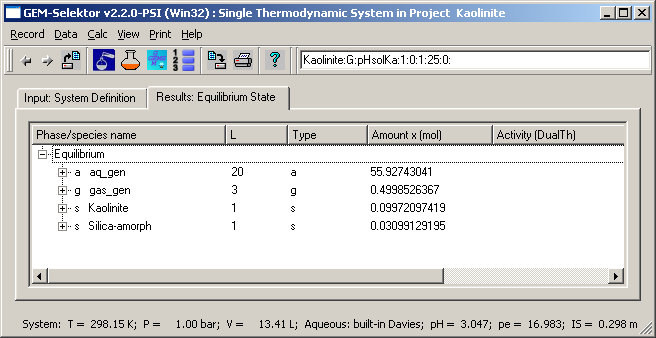 GEM-Selektor v2.2.0-PSI (Win32) : Single Thermodynamic System in Project Kaolinite
Record Data Calc View Print Help
1 2 3 ? Kaolinite:G:pHsolKa:1:0:1:25:0:
Input: System Definition Results: Equilibrium State
Phase/species name L Type Amount x (mol) Activity (DualTh)
Equilibrium
a aq_gen 20 a 55.92743041
g gas_gen 3 g 0.4998526367
s Kaolinite 1 s 0.09972097419
s Silica-amorph 1 s 0.03099129195
System: T = 298.15 K; P = 1.00 bar; V = 13.41 L; Aqueous: built-in Davies; pH = 3.047; pe = 16.983; IS = 0.298 m